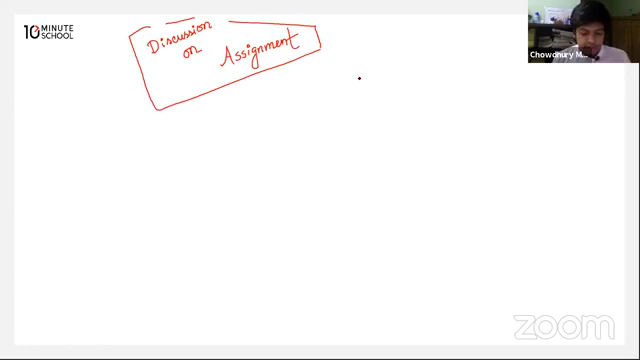 10 MINUTE
SCHOOL
Discussion
on
Assignment
Chowdhury M...
zoom